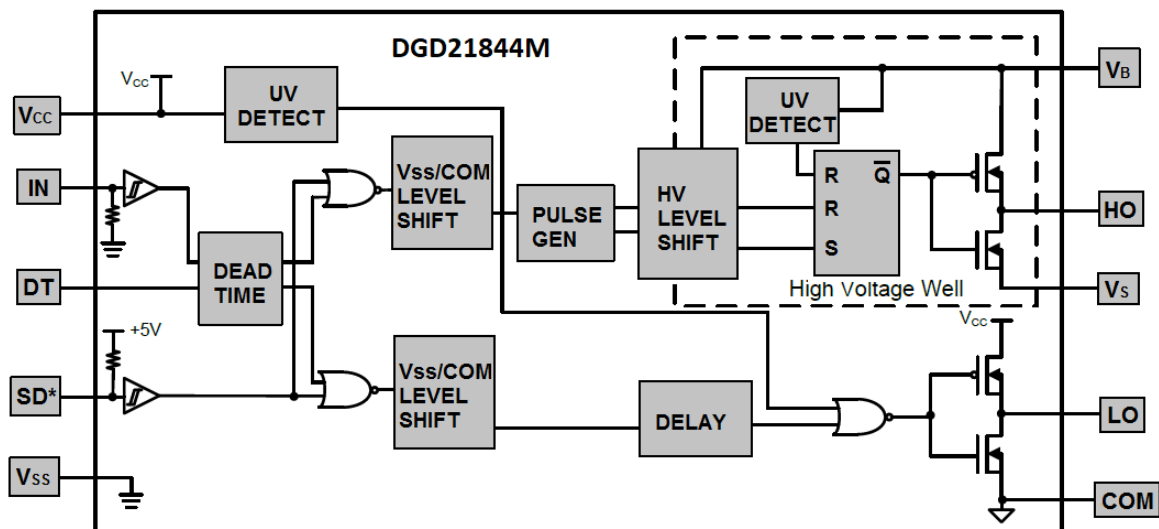 DGD21844M
VCC
VCC
UV
DETECT
IN
DT
+5V
SD*
VSS
DEAD
TIME
Vss/COM
LEVEL
SHIFT
PULSE
GEN
HV
LEVEL
SHIFT
UV
DETECT
R
Q̅
R
S
High Voltage Well
VB
HO
VS
Vss/COM
LEVEL
SHIFT
DELAY
VCC
LO
COM